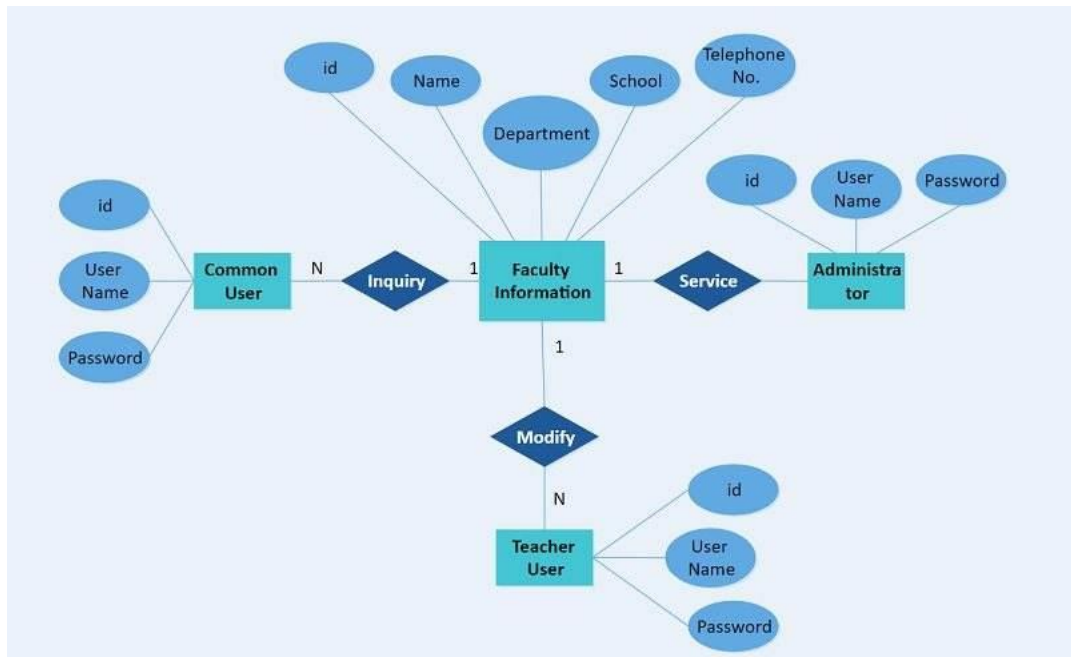 id
Name
Department
School
Telephone
No.
id
User
Name
Password
id
User
Name
Password
Common
User
N
Inquiry
1
Faculty
Information
1
Service
Administra
tor
1
Modify
N
Teacher
User
id
User
Name
Password